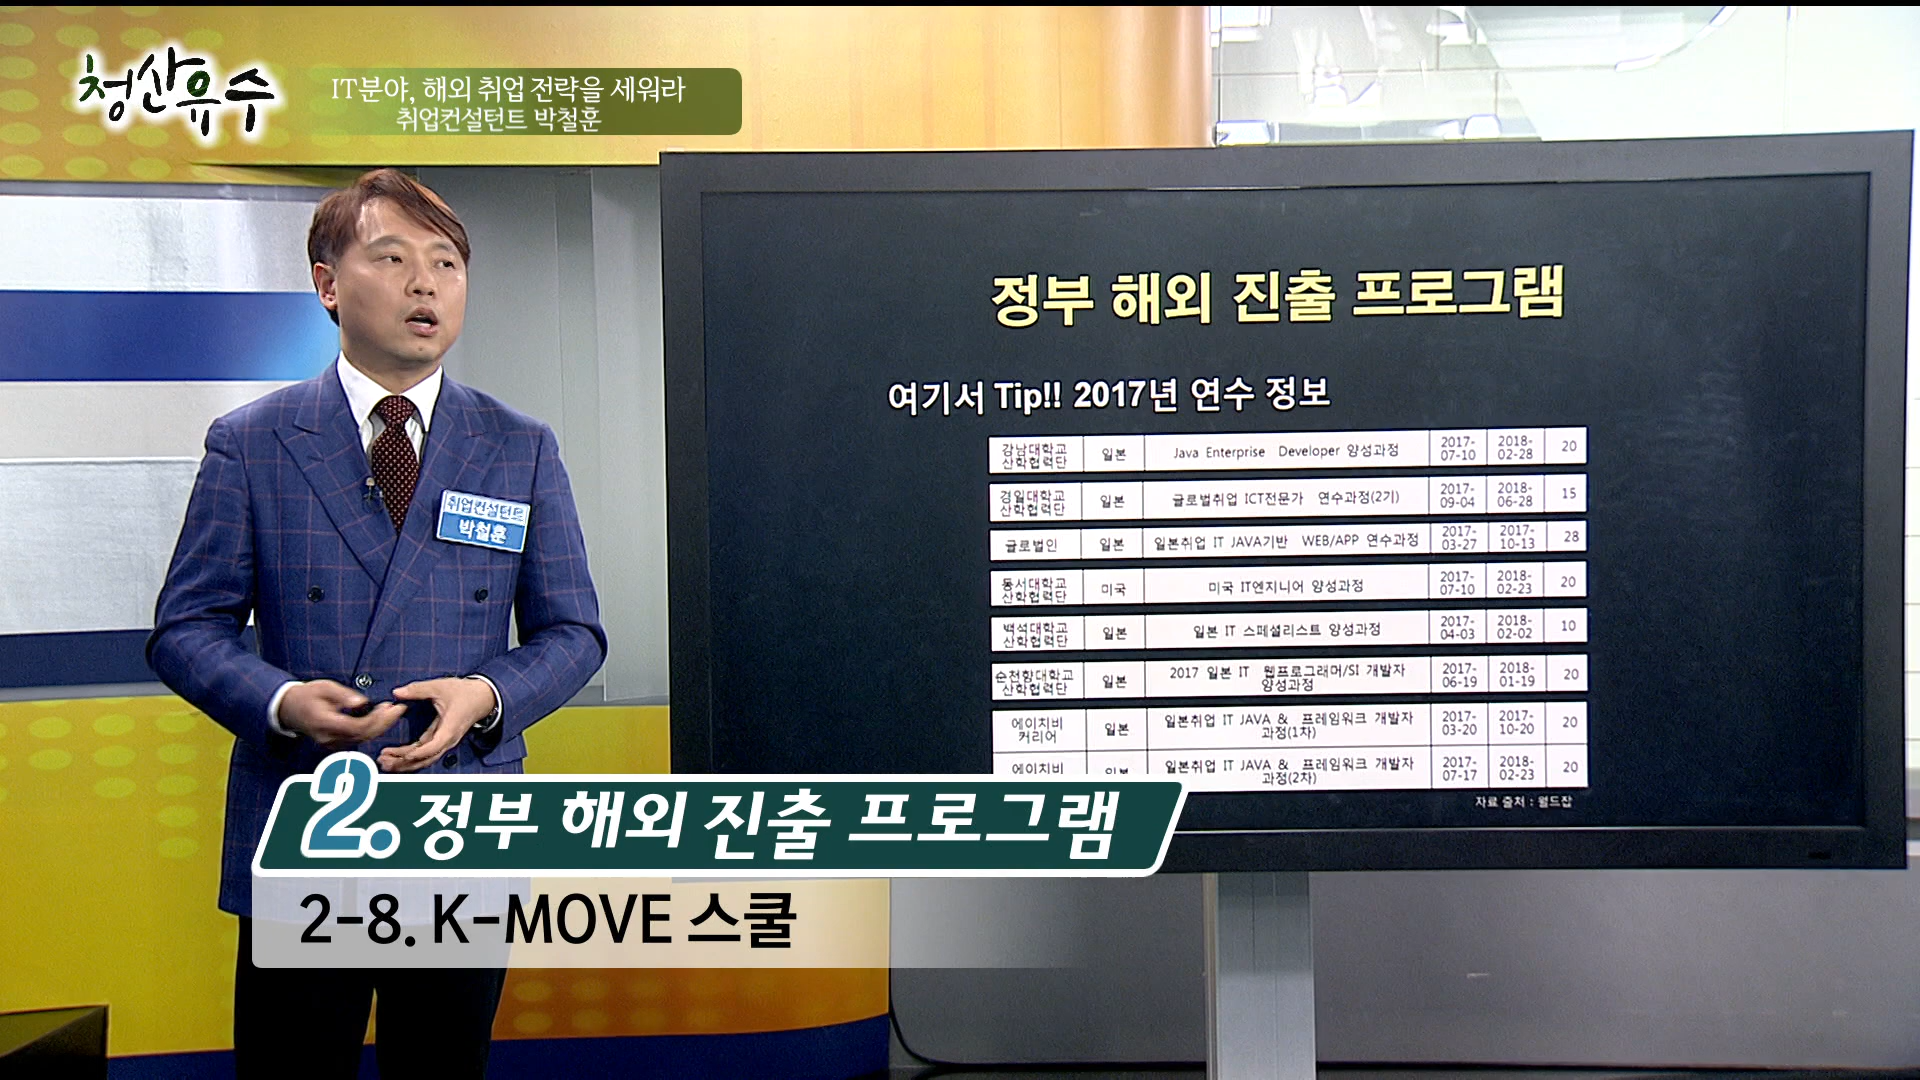 청산유수
IT분야, 해외 취업 전략을 세워라
취업컨설턴트 박철훈
취업컨설턴트
박철훈
정부 해외 진출 프로그램
여기서 Tip!! 2017년 연수 정보
강남대학교 산학협력단 일본 Java Enterprise Developer 양성과정 2017-07-10 2018-02-28 20
경일대학교 산학협력단 일본 글로벌취업 ICT전문가 연수과정(2기) 2017-09-04 2018-06-28 15
글로벌인 일본 일본취업 IT JAVA기반 WEB/APP 연수과정 2017-03-27 2017-10-13 28
동서대학교 산학협력단 미국 미국 IT엔지니어 양성과정 2017-07-10 2018-02-23 20
백석대학교 산학협력단 일본 일본 IT 스페셜리스트 양성과정 2017-04-03 2018-02-02 10
순천향대학교 산학협력단 일본 2017 일본 IT 웹프로그래머/SI 개발자 양성과정 2017-06-19 2018-01-19 20
에이치비 커리어 일본 일본취업 IT JAVA & 프레임워크 개발자 과정(1차) 2017-03-20 2017-10-20 20
에이치비 일본취업 IT JAVA & 프레임워크 개발자 과정(2차) 2017-07-17 2018-02-23 20
자료 출처 : 월드잡
2. 정부 해외 진출 프로그램
2-8. K-MOVE 스쿨